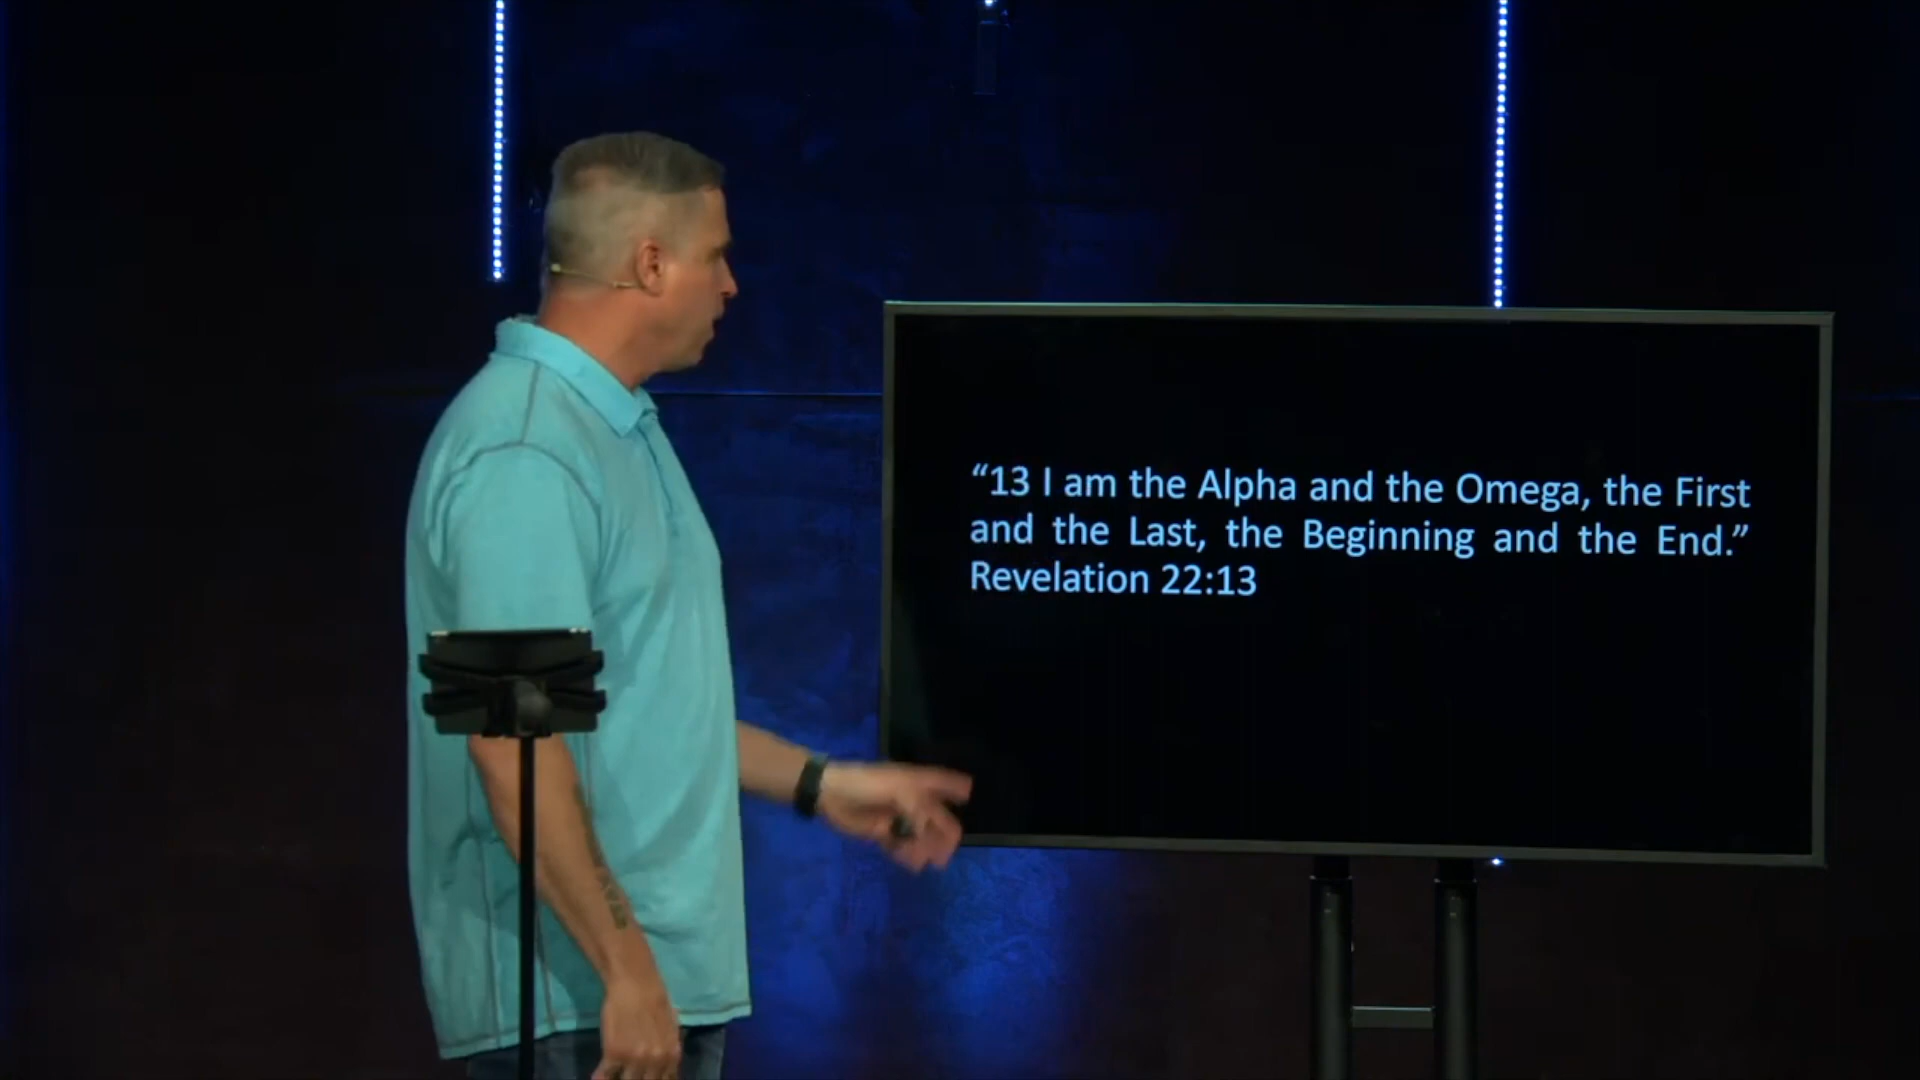 “13 I am the Alpha and the Omega, the First
and the Last, the Beginning and the End.”
Revelation 22:13